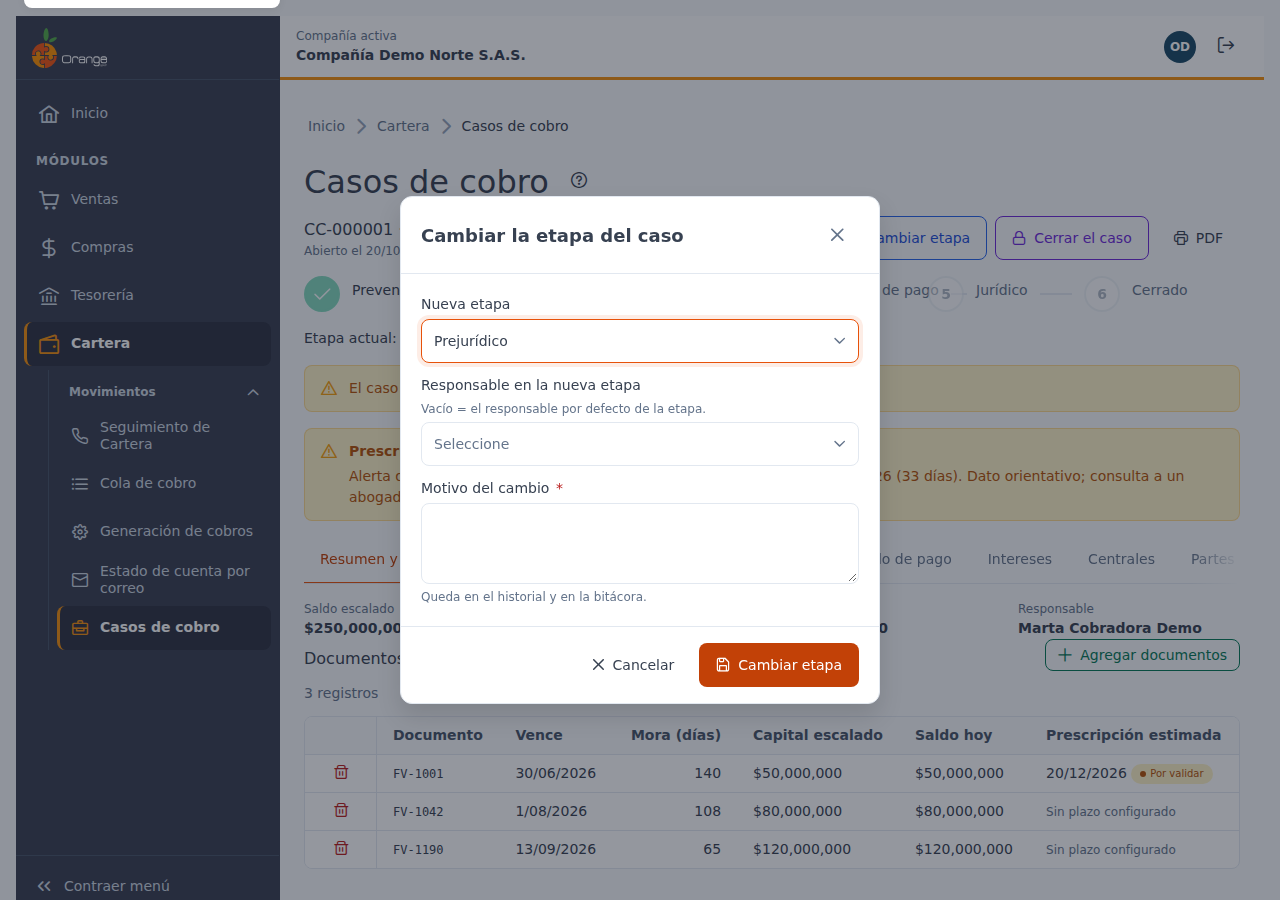 Orange
Compañía activa
Compañía Demo Norte S.A.S.
OD
Inicio
MÓDULOS
Ventas
Compras
Tesorería
Cartera
Movimientos
Seguimiento de
Cartera
Cola de cobro
Generación de cobros
Estado de cuenta por
correo
Casos de cobro
Contraer menú
Inicio
Cartera
Casos de cobro
Casos de cobro
CC-000001
Abierto el 20/10
ambiar etapa
Cerrar el caso
PDF
Preven
de pago
5
Jurídico
6
Cerrado
Etapa actual:
El caso
Prescr
Alerta
26 (33 días). Dato orientativo; consulta a un
abogad
Resumen y
o de pago
Intereses
Centrales
Partes
Saldo escalado
$250,000,00
0
Responsable
Marta Cobradora Demo
Documentos
Agregar documentos
3 registros
Documento Vence Mora (días) Capital escalado Saldo hoy Prescripción estimada
FV-1001 30/06/2026 140 $50,000,000 $50,000,000 20/12/2026 Por validar
FV-1042 1/08/2026 108 $80,000,000 $80,000,000 Sin plazo configurado
FV-1190 13/09/2026 65 $120,000,000 $120,000,000 Sin plazo configurado
Cambiar la etapa del caso
Nueva etapa
Prejurídico
Responsable en la nueva etapa
Vacío = el responsable por defecto de la etapa.
Seleccione
Motivo del cambio *
Queda en el historial y en la bitácora.
Cancelar
Cambiar etapa